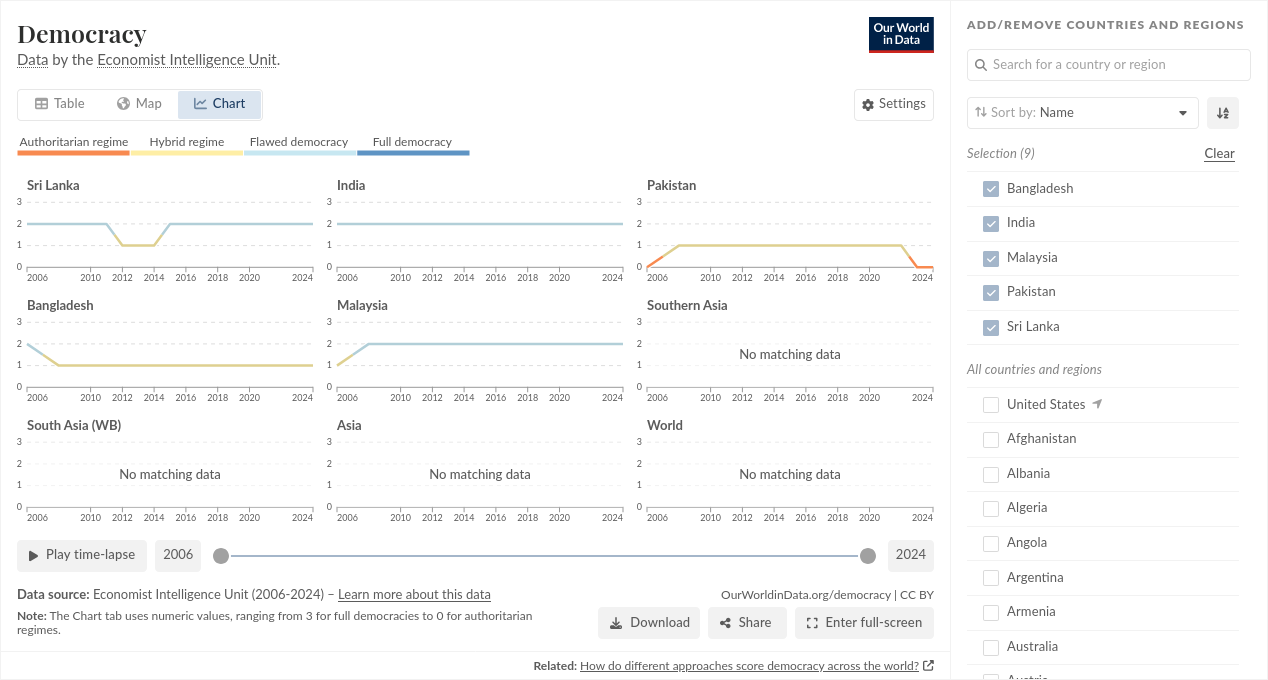 Democracy
Data by the Economist Intelligence Unit.
Our World
in Data
Table
Map
Chart
Settings
Authoritarian regime Hybrid regime Flawed democracy Full democracy
Sri Lanka
3
2
1
0
2006 2010 2012 2014 2016 2018 2020 2024
India
3
2
1
0
2006 2010 2012 2014 2016 2018 2020 2024
Pakistan
3
2
1
0
2006 2010 2012 2014 2016 2018 2020 2024
Bangladesh
3
2
1
0
2006 2010 2012 2014 2016 2018 2020 2024
Malaysia
3
2
1
0
2006 2010 2012 2014 2016 2018 2020 2024
Southern Asia
3
2
No matching data
1
0
2006 2010 2012 2014 2016 2018 2020 2024
South Asia (WB)
3
2
No matching data
1
0
2006 2010 2012 2014 2016 2018 2020 2024
Asia
3
2
No matching data
1
0
2006 2010 2012 2014 2016 2018 2020 2024
World
3
2
No matching data
1
0
2006 2010 2012 2014 2016 2018 2020 2024
Play time-lapse
2006
2024
Data source: Economist Intelligence Unit (2006-2024) – Learn more about this data
OurWorldinData.org/democracy | CC BY
Note: The Chart tab uses numeric values, ranging from 3 for full democracies to 0 for authoritarian
regimes.
Download
Share
Enter full-screen
Related: How do different approaches score democracy across the world?
ADD/REMOVE COUNTRIES AND REGIONS
Search for a country or region
Sort by: Name
Selection (9)
Clear
Bangladesh
India
Malaysia
Pakistan
Sri Lanka
All countries and regions
United States
Afghanistan
Albania
Algeria
Angola
Argentina
Armenia
Australia